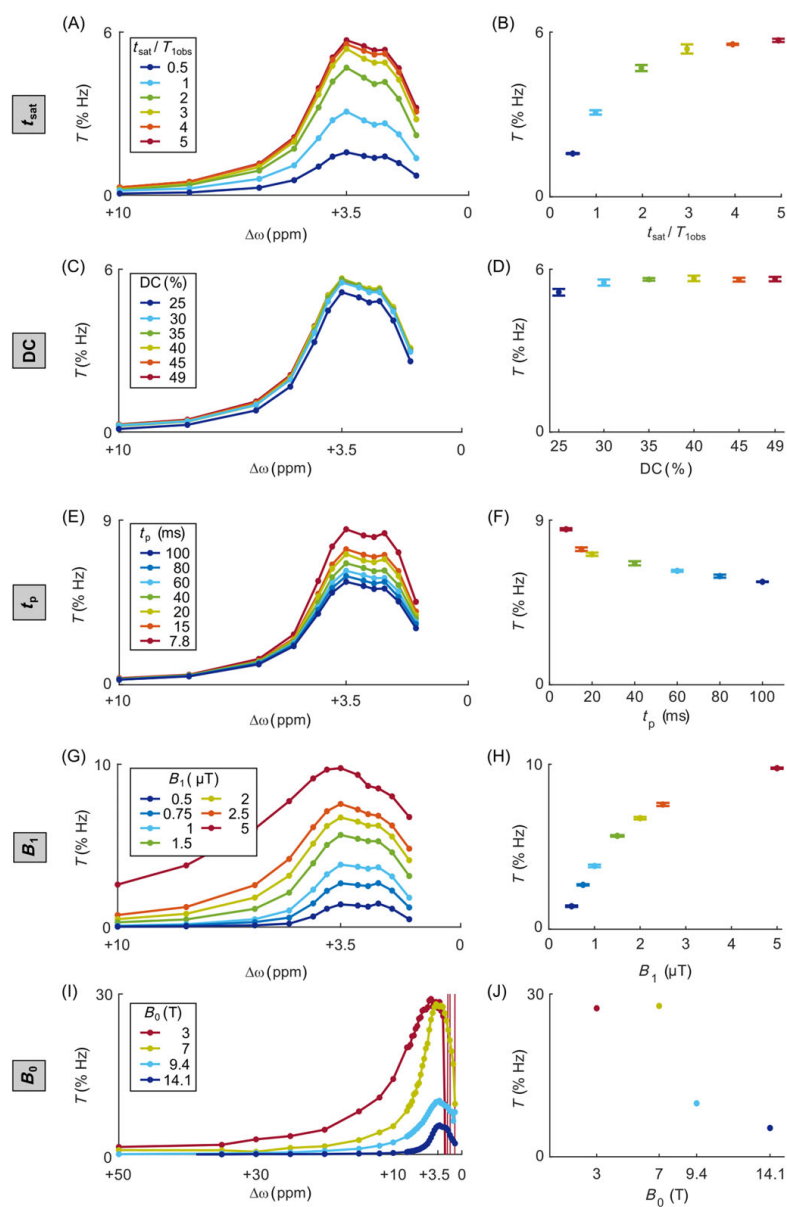 (A)
t_sat
T (% Hz)
6
0
t_sat / T_1obs
0.5
1
2
3
4
5
+10
+3.5
0
Δω (ppm)
(B)
T (% Hz)
6
0
0
1
2
3
4
5
t_sat / T_1obs
(C)
DC
T (% Hz)
6
0
DC (%)
25
30
35
40
45
49
+10
+3.5
0
Δω (ppm)
(D)
T (% Hz)
6
0
25
30
35
40
45
49
DC (%)
(E)
t_p
T (% Hz)
9
0
t_p (ms)
100
80
60
40
20
15
7.8
+10
+3.5
0
Δω (ppm)
(F)
T (% Hz)
9
0
20
40
60
80
100
t_p (ms)
(G)
B_1
T (% Hz)
10
0
B_1 (μT)
0.5
2
0.75
2.5
1
5
1.5
+10
+3.5
0
Δω (ppm)
(H)
T (% Hz)
10
0
1
2
3
4
5
B_1 (μT)
(I)
B_0
T (% Hz)
30
0
B_0 (T)
3
7
9.4
14.1
+50
+30
+10
+3.5
0
Δω (ppm)
(J)
T (% Hz)
30
0
3
7
9.4
14.1
B_0 (T)